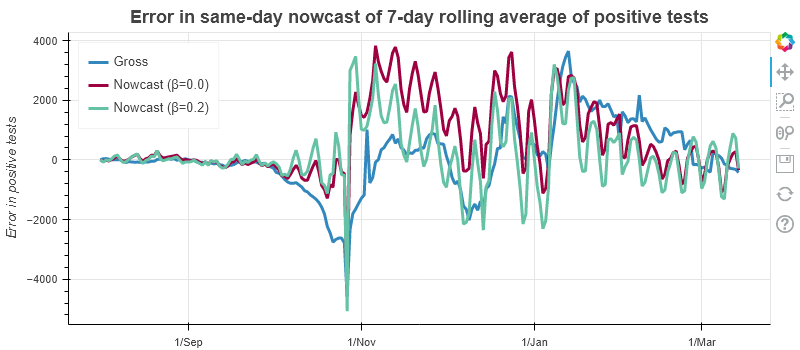 Error in same-day nowcast of 7-day rolling average of positive tests
Gross
Nowcast (β=0.0)
Nowcast (β=0.2)
Error in positive tests
4000
2000
0
−2000
−4000
1/Sep
1/Nov
1/Jan
1/Mar